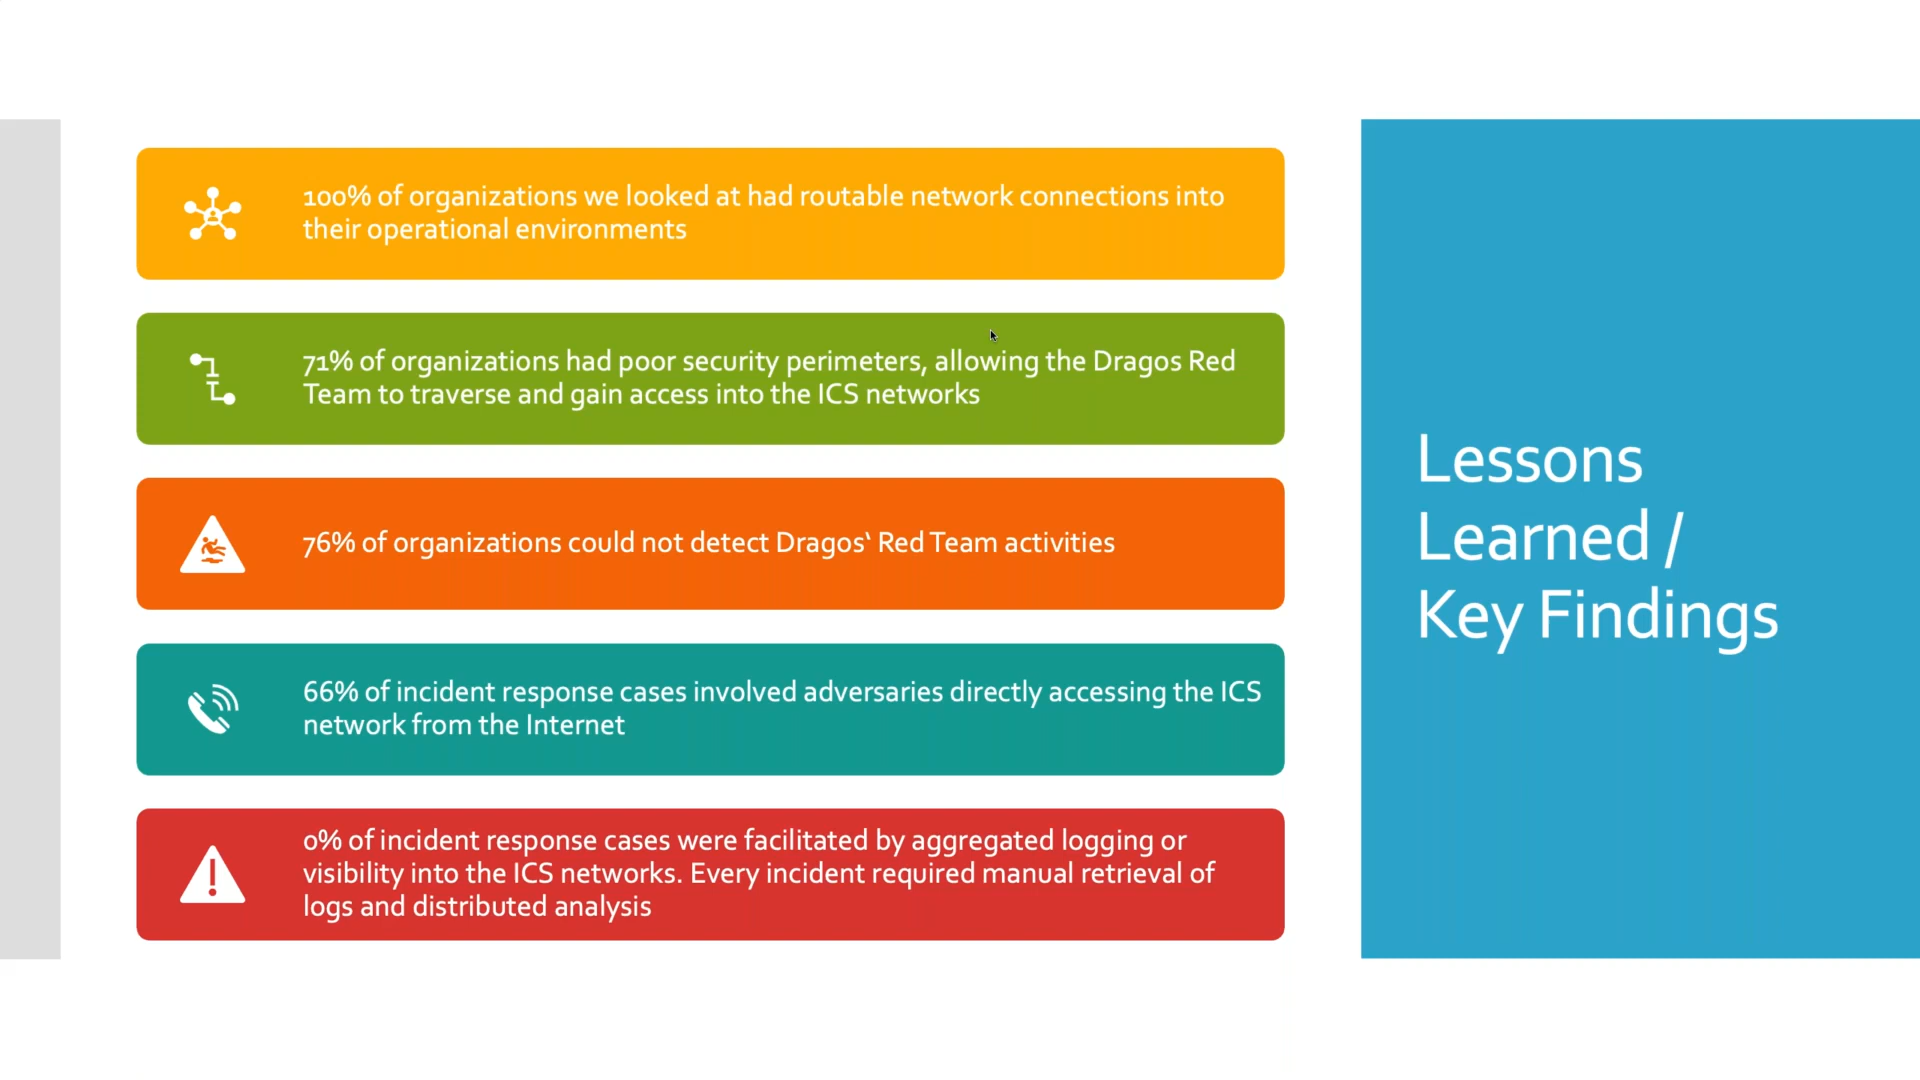 100% of organizations we looked at had routable network connections into
their operational environments
71% of organizations had poor security perimeters, allowing the Dragos Red
Team to traverse and gain access into the ICS networks
76% of organizations could not detect Dragos‘ Red Team activities
66% of incident response cases involved adversaries directly accessing the ICS
network from the Internet
0% of incident response cases were facilitated by aggregated logging or
visibility into the ICS networks. Every incident required manual retrieval of
logs and distributed analysis
Lessons
Learned /
Key Findings